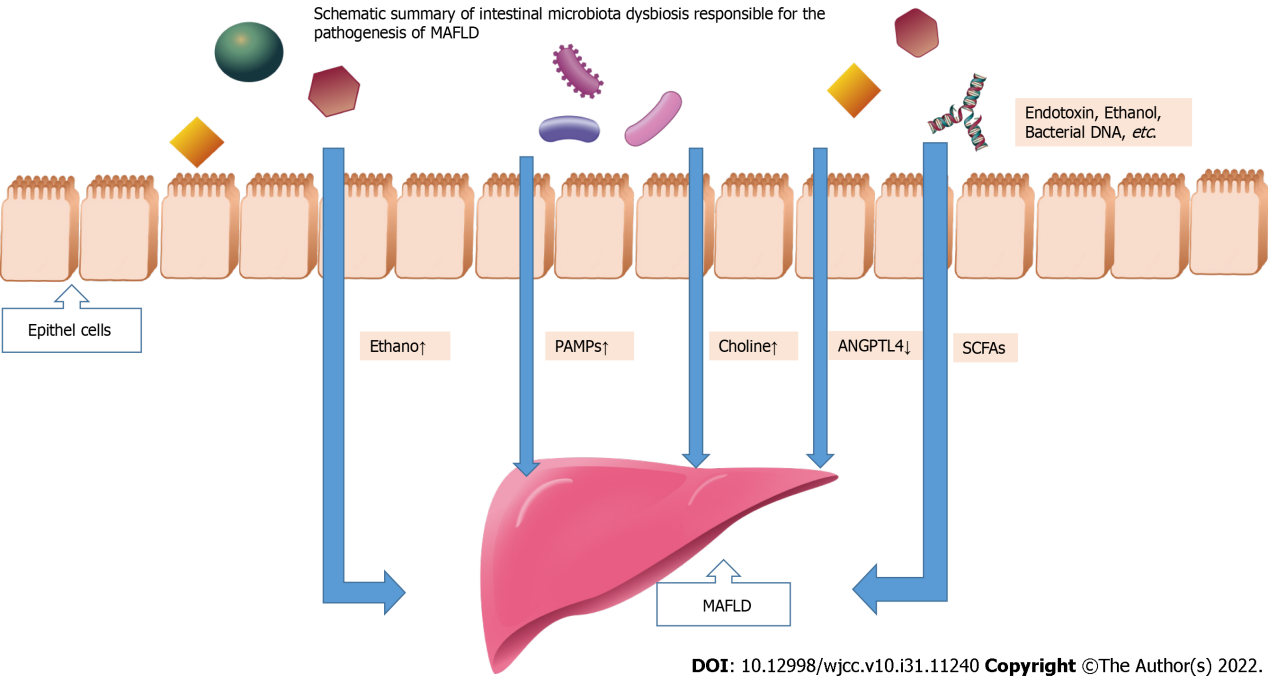 Schematic summary of intestinal microbiota dysbiosis responsible for the
pathogenesis of MAFLD
Endotoxin, Ethanol,
Bacterial DNA, etc.
Epithel cells
Ethano↑
PAMPs↑
Choline↑
ANGPTL4↓
SCFAs
MAFLD
DOI: 10.12998/wjcc.v10.i31.11240 Copyright ©The Author(s) 2022.